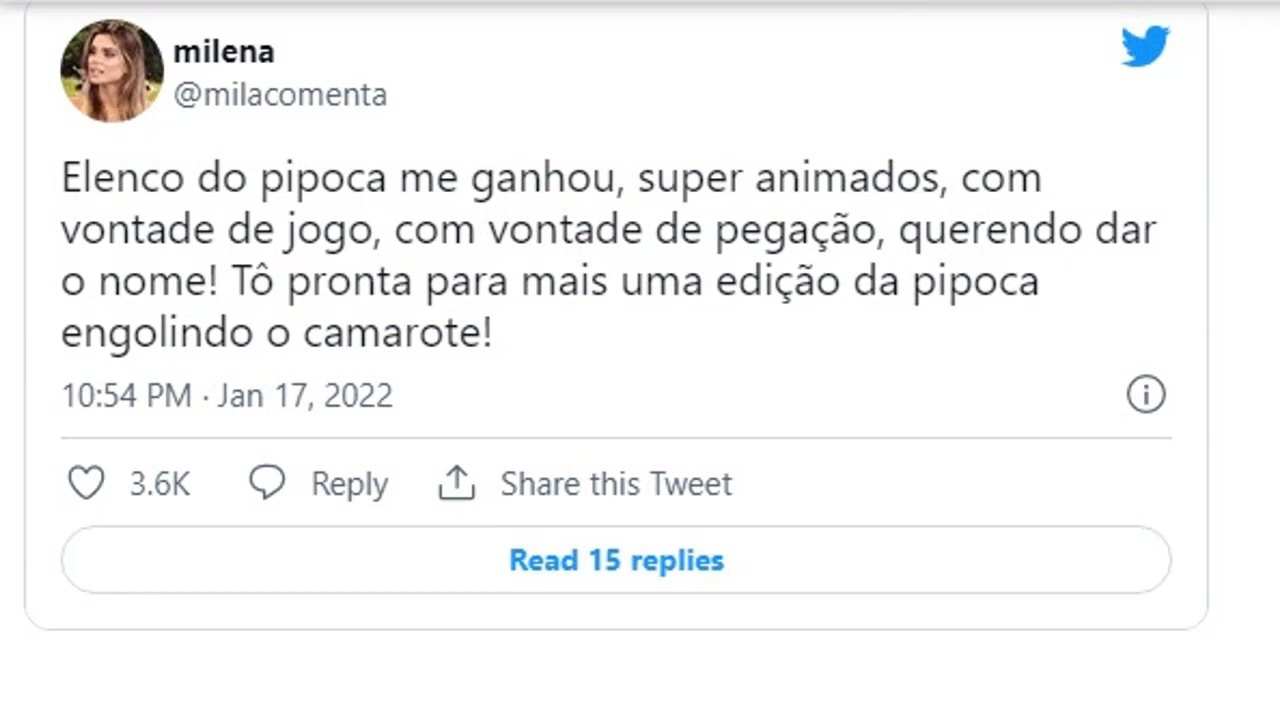 milena
@milacomenta
Elenco do pipoca me ganhou, super animados, com
vontade de jogo, com vontade de pegação, querendo dar
o nome! Tô pronta para mais uma edição da pipoca
engolindo o camarote!
10:54 PM · Jan 17, 2022
3.6K Reply Share this Tweet
Read 15 replies